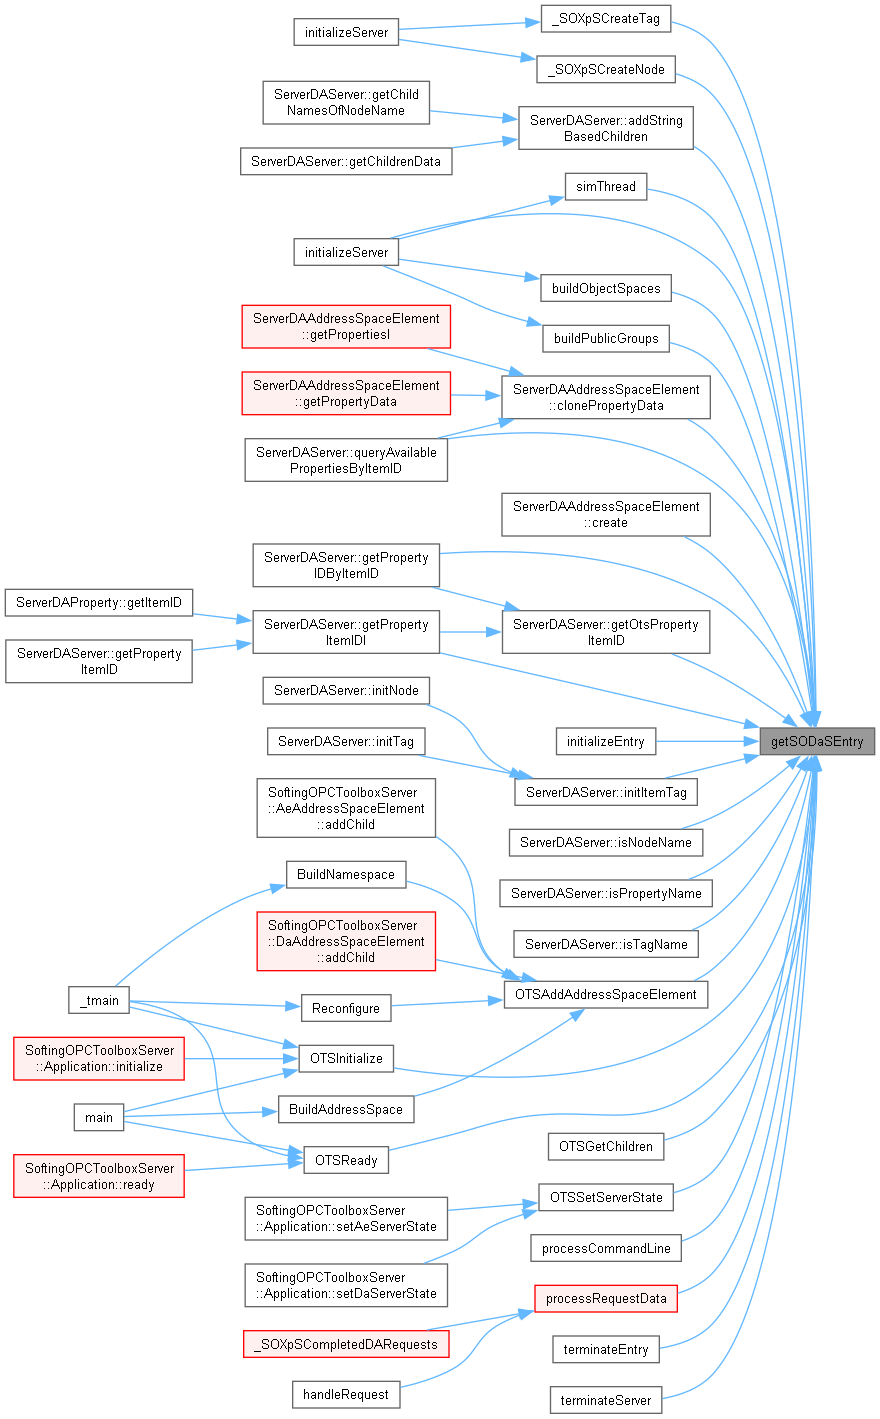 _SOXpSCreateTag
initializeServer
_SOXpSCreateNode
ServerDAServer::getChild
NamesOfNodeName
ServerDAServer::addString
BasedChildren
ServerDAServer::getChildrenData
simThread
initializeServer
buildObjectSpaces
ServerDAAddressSpaceElement
::getPropertiesI
buildPublicGroups
ServerDAAddressSpaceElement
::getPropertyData
ServerDAAddressSpaceElement
::clonePropertyData
ServerDAServer::queryAvailable
PropertiesByItemID
ServerDAAddressSpaceElement
::create
ServerDAServer::getProperty
IDByItemID
ServerDAProperty::getItemID
ServerDAServer::getProperty
ItemIDI
ServerDAServer::getOtsProperty
ItemID
ServerDAServer::getProperty
ItemID
ServerDAServer::initNode
ServerDAServer::initTag
initializeEntry
getSODaSEntry
ServerDAServer::initItemTag
SoftingOPCToolboxServer
::AeAddressSpaceElement
::addChild
ServerDAServer::isNodeName
BuildNamespace
ServerDAServer::isPropertyName
SoftingOPCToolboxServer
::DaAddressSpaceElement
::addChild
ServerDAServer::isTagName
_tmain
Reconfigure
OTSAddAddressSpaceElement
SoftingOPCToolboxServer
::Application::initialize
OTSInitialize
main
BuildAddressSpace
OTSReady
OTSGetChildren
SoftingOPCToolboxServer
::Application::ready
OTSSetServerState
SoftingOPCToolboxServer
::Application::setAeServerState
processCommandLine
SoftingOPCToolboxServer
::Application::setDaServerState
processRequestData
_SOXpSCompletedDARequests
terminateEntry
handleRequest
terminateServer